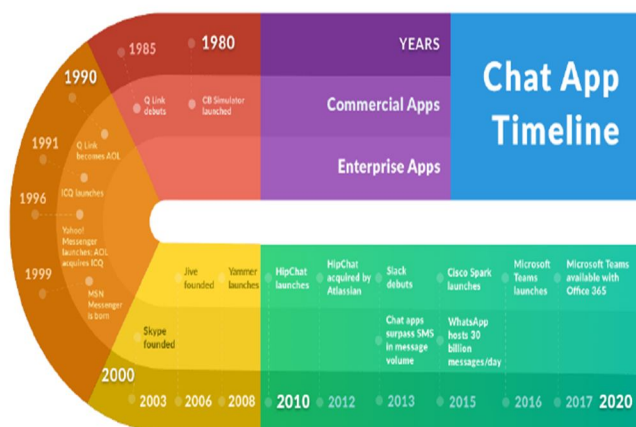 Chat App
Timeline
YEARS
Commercial Apps
Enterprise Apps
1980
1985
1990
1991
1996
1999
2000
CB Simulator
launched
Q Link
debuts
Q Link
becomes AOL
ICQ launches
Yahoo!
Messenger
launches; AOL
acquires ICQ
MSN
Messenger
is born
Skype
founded
Jive
founded
Yammer
launches
HipChat
launches
HipChat
acquired by
Atlassian
Slack
debuts
Cisco Spark
launches
Microsoft
Teams
launches
Microsoft Teams
available with
Office 365
Chat apps
surpass SMS
in message
volume
WhatsApp
hosts 30
billion
messages/day
2003
2006
2008
2010
2012
2013
2015
2016
2017
2020